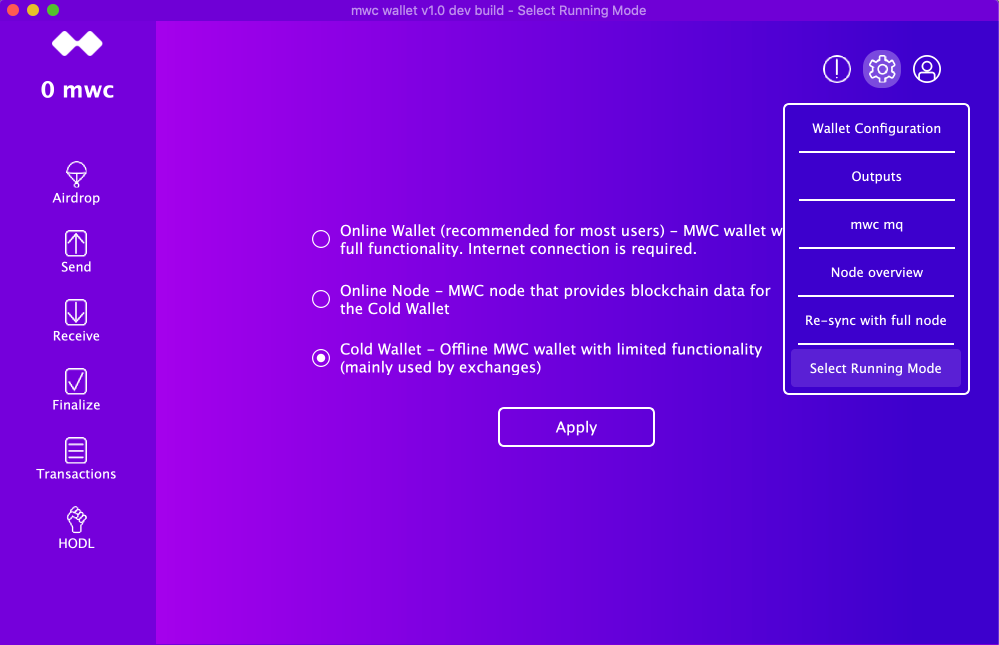 mwc wallet v1.0 dev build - Select Running Mode
0 mwc
Airdrop
Send
Receive
Finalize
Transactions
HODL
Online Wallet (recommended for most users) - MWC wallet w
full functionality. Internet connection is required.
Online Node - MWC node that provides blockchain data for
the Cold Wallet
Cold Wallet - Offline MWC wallet with limited functionality
(mainly used by exchanges)
Apply
Wallet Configuration
Outputs
mwc mq
Node overview
Re-sync with full node
Select Running Mode